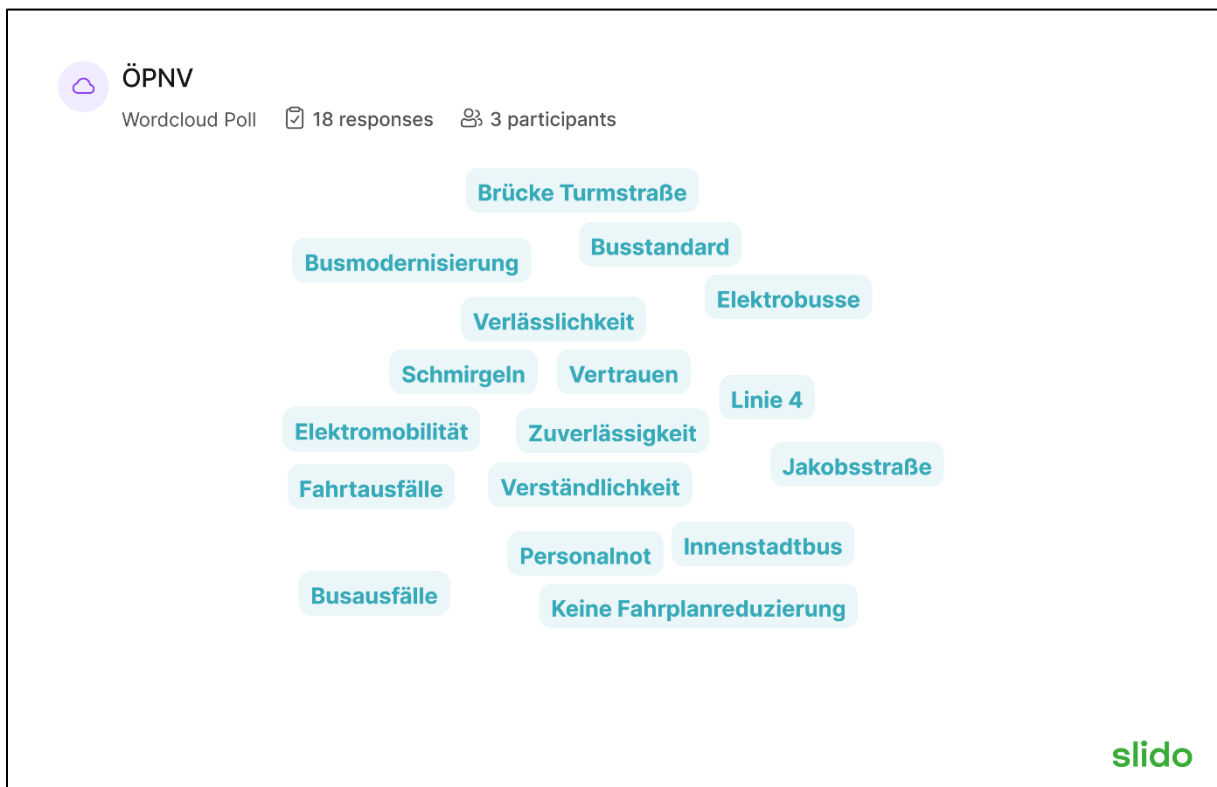 ÖPNV
Wordcloud Poll 18 responses 3 participants
Brücke Turmstraße
Busstandard
Busmodernisierung
Elektrobusse
Verlässlichkeit
Schmirgeln Vertrauen
Linie 4
Elektromobilität Zuverlässigkeit
Jakobsstraße
Fahrtausfälle Verständlichkeit
Innenstadtbus
Personalnot
Busausfälle
Keine Fahrplanreduzierung
slido